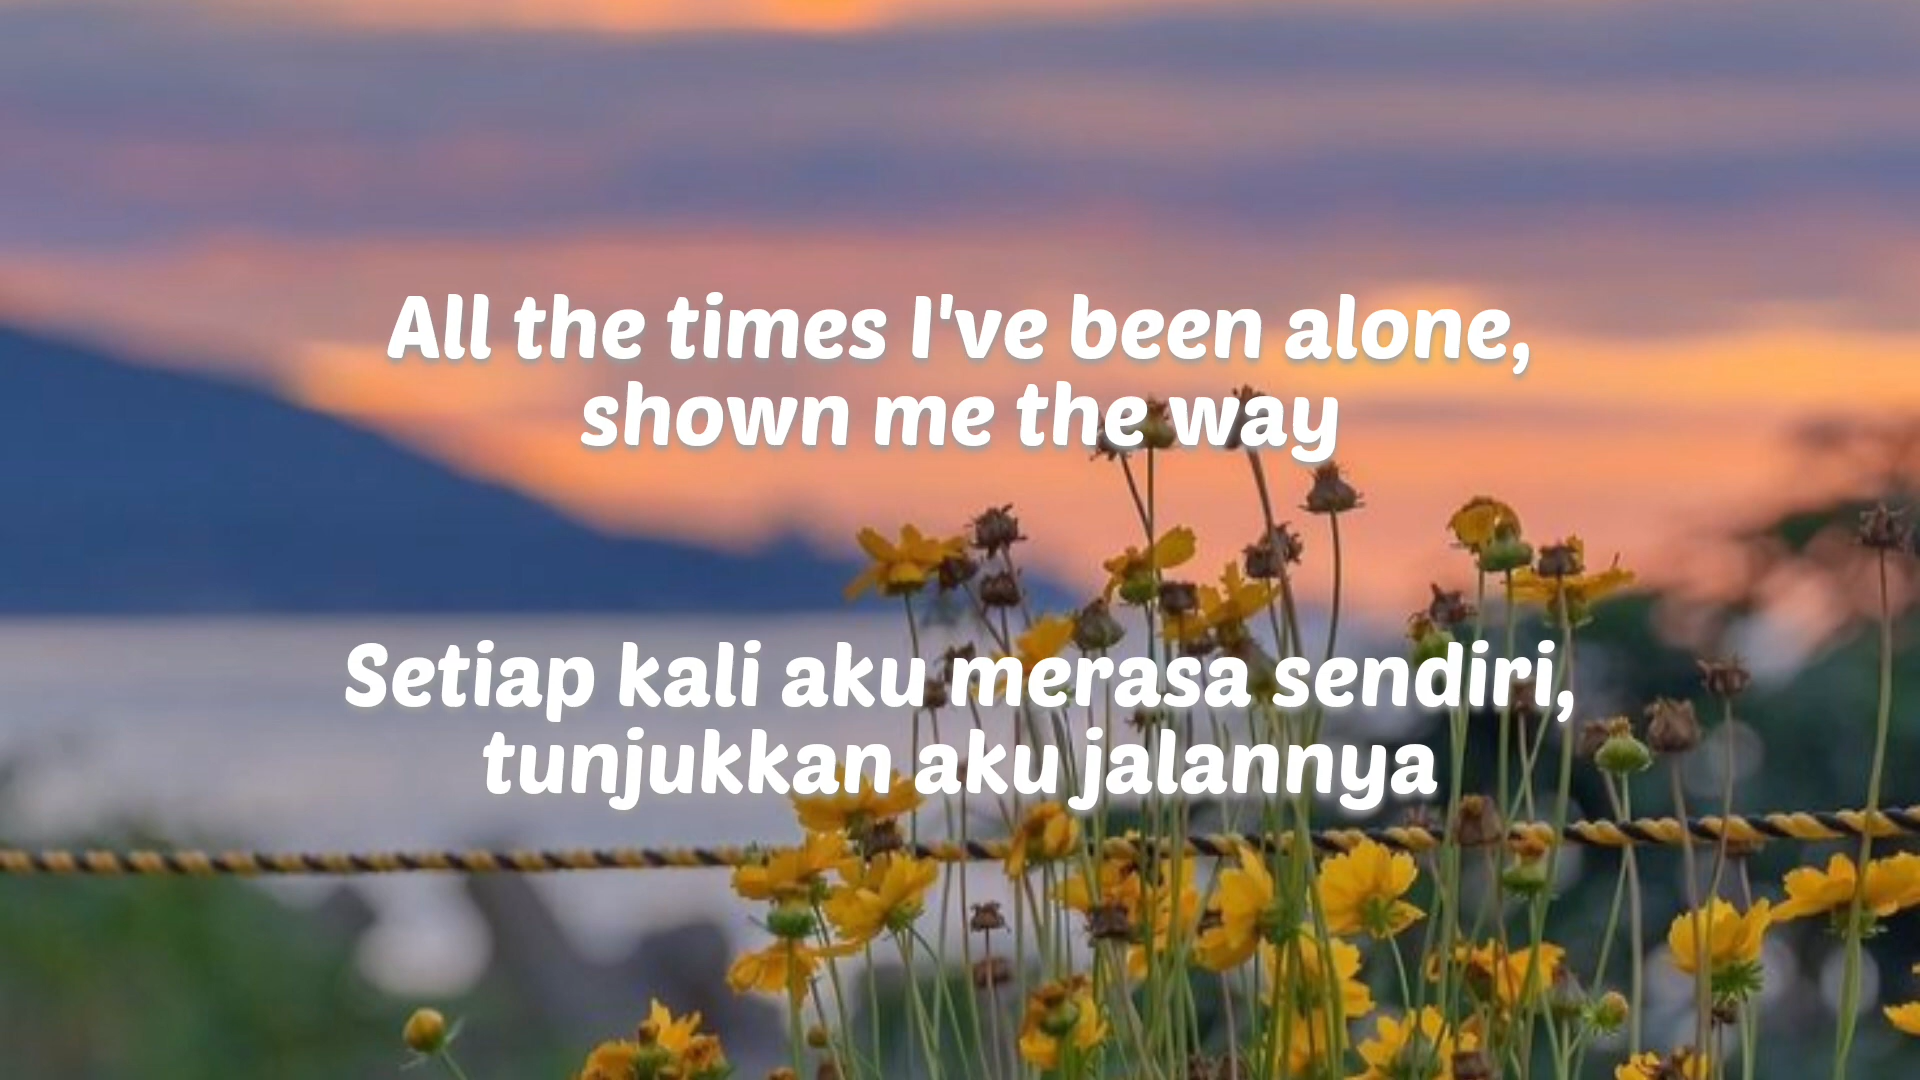 All the times I've been alone,
shown me the way
Setiap kali aku merasa sendiri,
tunjukkan aku jalannya